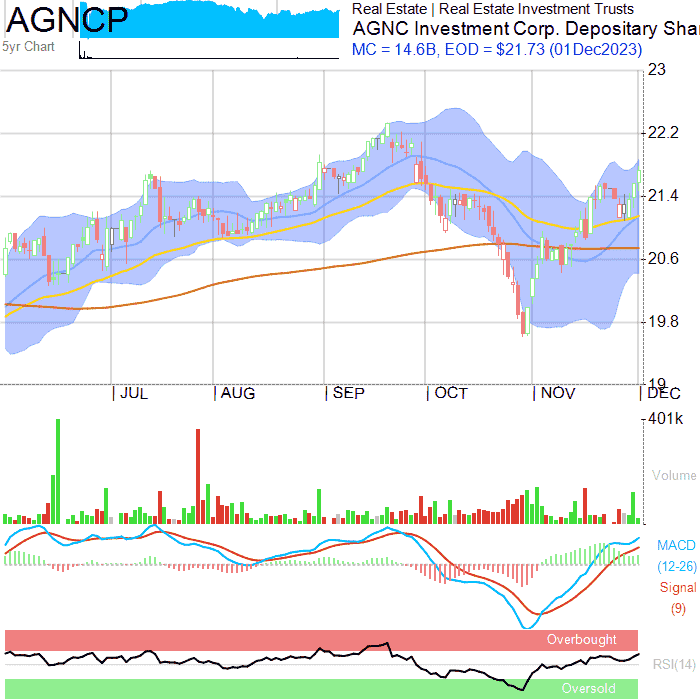 AGNCP
5yr Chart
Real Estate | Real Estate Investment Trusts
AGNC Investment Corp. Depositary Shar
MC = 14.6B, EOD = $21.73 (01Dec2023)
23
22.2
21.4
20.6
19.8
19
JUL
AUG
SEP
OCT
NOV
DEC
401k
Volume
MACD
(12-26)
Signal
(9)
Overbought
RSI(14)
Oversold